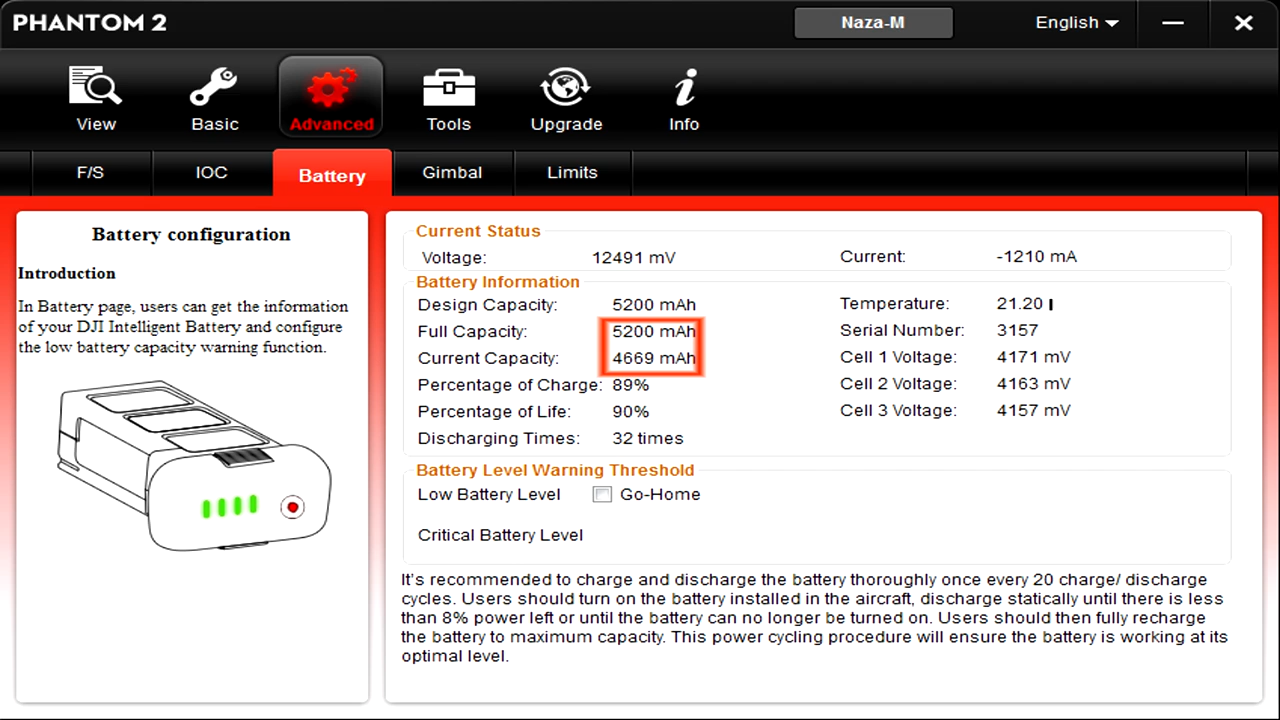 PHANTOM 2
Naza-M
English
View
Basic
Advanced
Tools
Upgrade
Info
F/S
IOC
Battery
Gimbal
Limits
Battery configuration
Introduction
In Battery page, users can get the information
of your DJI Intelligent Battery and configure
the low battery capacity warning function.
Current Status
Voltage: 12491 mV
Current: -1210 mA
Battery Information
Design Capacity: 5200 mAh
Full Capacity: 5200 mAh
Current Capacity: 4669 mAh
Percentage of Charge: 89%
Percentage of Life: 90%
Discharging Times: 32 times
Temperature: 21.20
Serial Number: 3157
Cell 1 Voltage: 4171 mV
Cell 2 Voltage: 4163 mV
Cell 3 Voltage: 4157 mV
Battery Level Warning Threshold
Low Battery Level Go-Home
Critical Battery Level
It's recommended to charge and discharge the battery thoroughly once every 20 charge/ discharge
cycles. Users should turn on the battery installed in the aircraft, discharge statically until there is less
than 8% power left or until the battery can no longer be turned on. Users should then fully recharge
the battery to maximum capacity. This power cycling procedure will ensure the battery is working at its
optimal level.